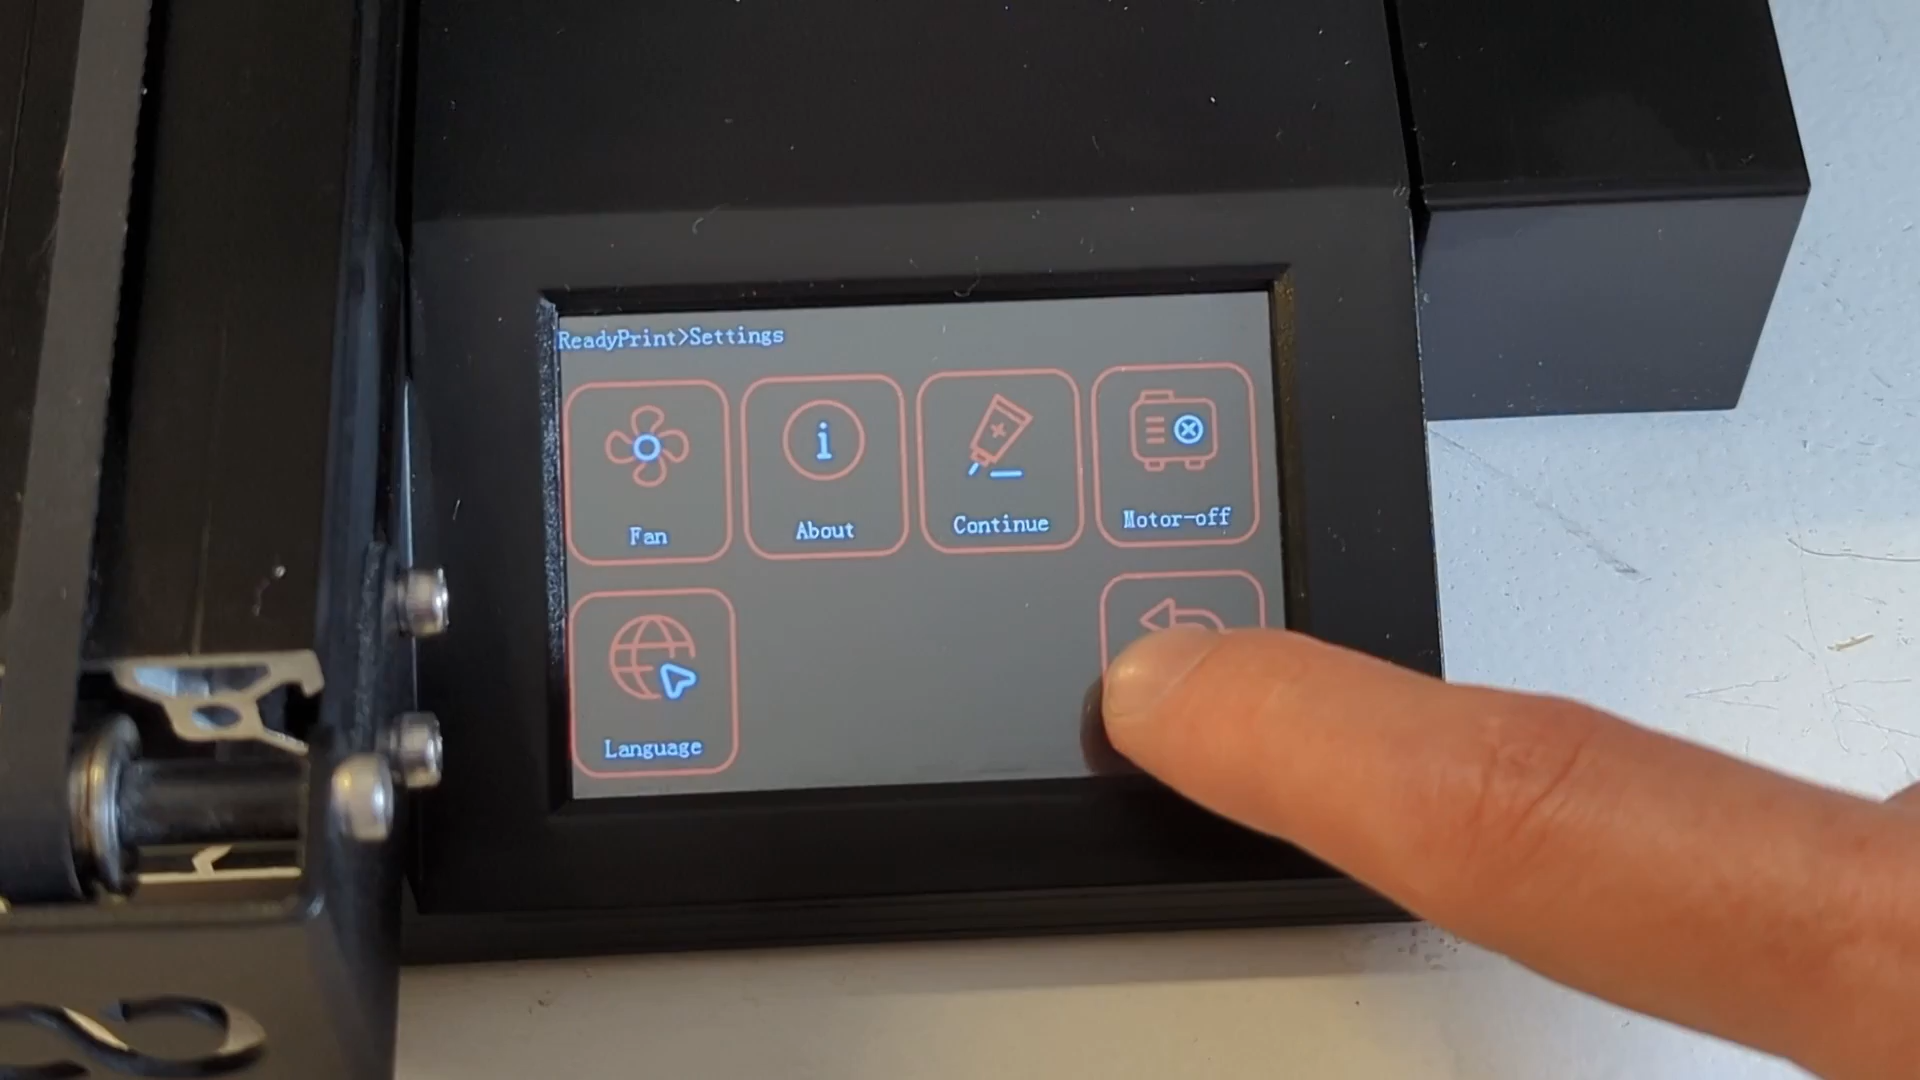 ReadyPrint>Settings
Fan
About
Continue
Motor-off
Language